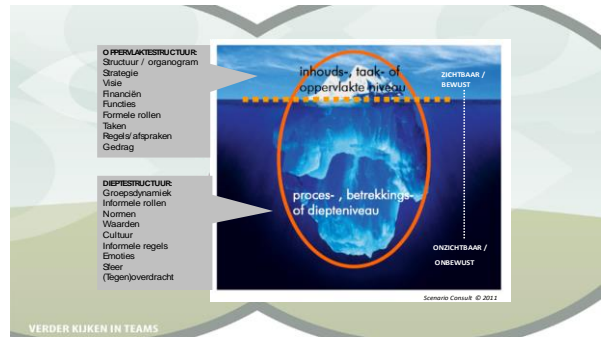 OPPERVLAKTESTRUCTUUR:
Structuur / organogram
Strategie
Visie
Financiën
Functies
Formele rollen
Taken
Regels/afspraken
Gedrag
inhouds-, taak- of
oppervlakte niveau
ZICHTBAAR /
BEWUST
DIEPTESTRUCTUUR:
Groepsdynamiek
Informele rollen
Normen
Waarden
Cultuur
Informele regels
Emoties
Sfeer
(Tegen)overdracht
proces- , betrekkings-
of diepteniveau
ONZICHTBAAR /
ONBEWUST
Scenario Consult © 2011
VERDER KIJKEN IN TEAMS